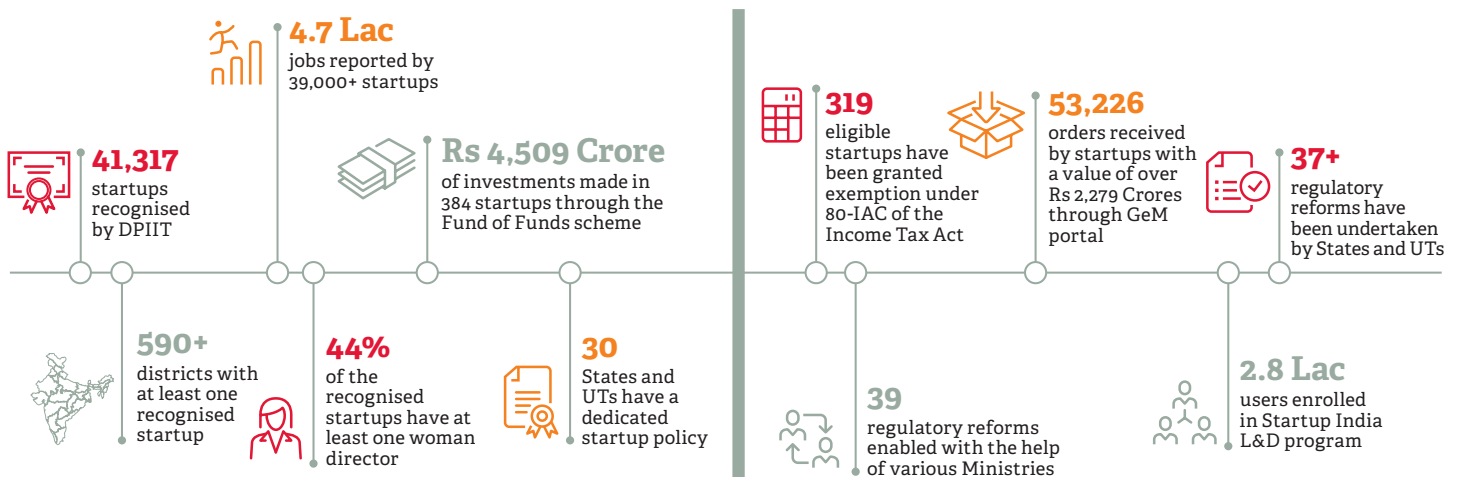 4.7 Lac
jobs reported by
39,000+ startups
41,317
startups
recognised
by DPIIT
Rs 4,509 Crore
of investments made in
384 startups through the
Fund of Funds scheme
590+
districts with
at least one
recognised
startup
44%
of the
recognised
startups have at
least one woman
director
30
States and
UTs have a
dedicated
startup policy
319
eligible
startups have
been granted
exemption under
80-IAC of the
Income Tax Act
53,226
orders received
by startups with
a value of over
Rs 2,279 Crores
through GeM
portal
37+
regulatory
reforms have
been undertaken
by States and UTs
39
regulatory reforms
enabled with the help
of various Ministries
2.8 Lac
users enrolled
in Startup India
L&D program